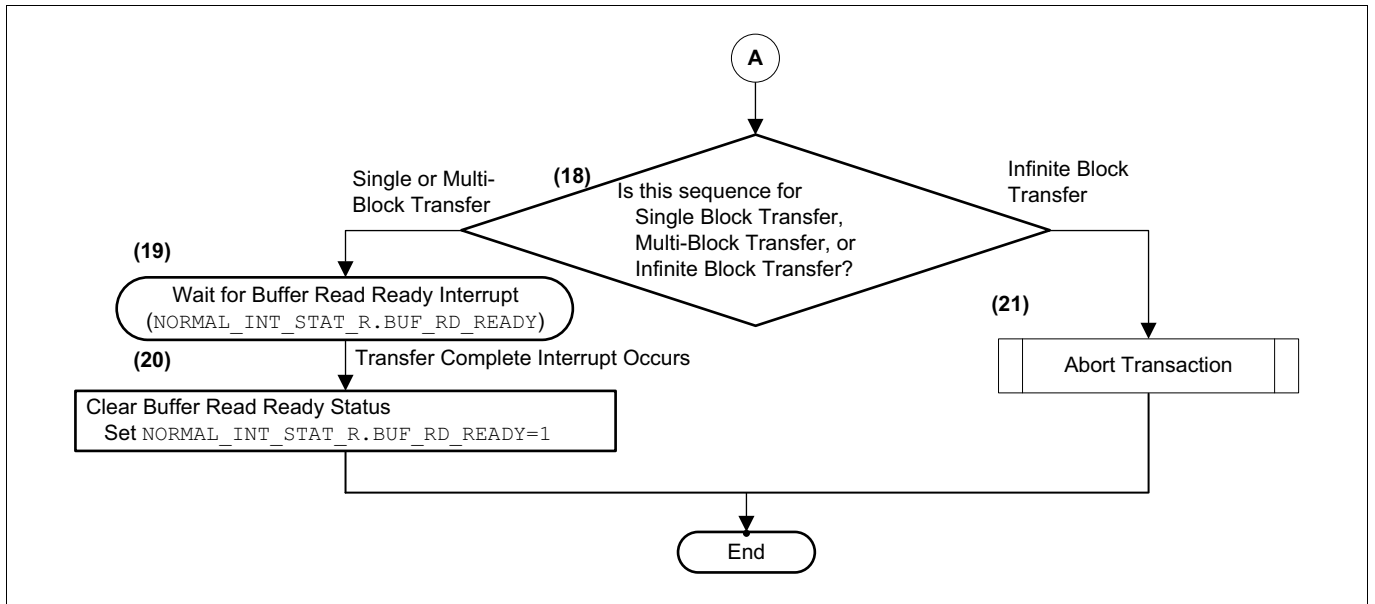 A
(18)
Is this sequence for
Single Block Transfer,
Multi-Block Transfer, or
Infinite Block Transfer?
Single or Multi-
Block Transfer
Infinite Block
Transfer
(19)
Wait for Buffer Read Ready Interrupt
(NORMAL_INT_STAT_R.BUF_RD_READY)
(20)
Transfer Complete Interrupt Occurs
Clear Buffer Read Ready Status
Set NORMAL_INT_STAT_R.BUF_RD_READY=1
(21)
Abort Transaction
End